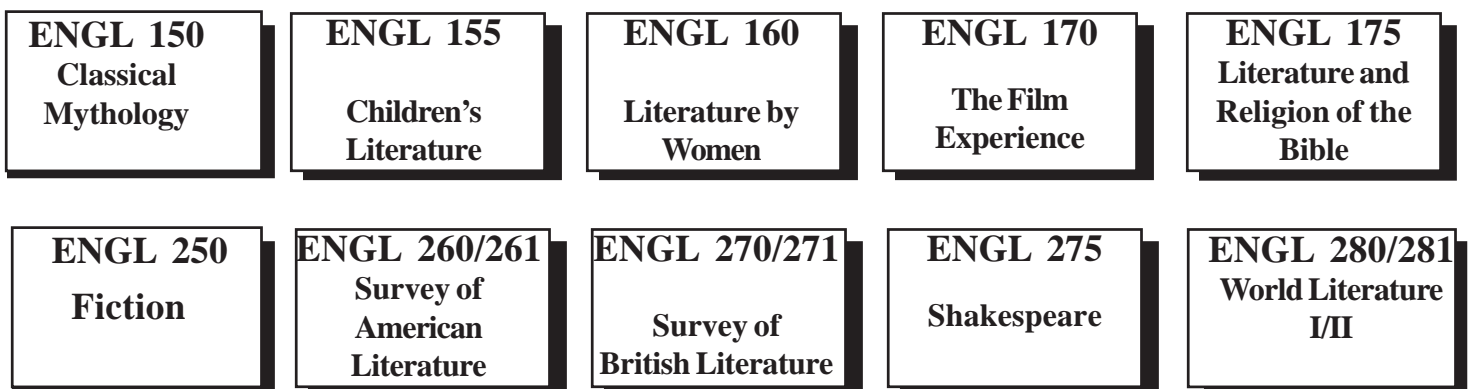 ENGL 150
Classical
Mythology
ENGL 155
Children’s
Literature
ENGL 160
Literature by
Women
ENGL 170
The Film
Experience
ENGL 175
Literature and
Religion of the
Bible
ENGL 250
Fiction
ENGL 260/261
Survey of
American
Literature
ENGL 270/271
Survey of
British Literature
ENGL 275
Shakespeare
ENGL 280/281
World Literature
I/II